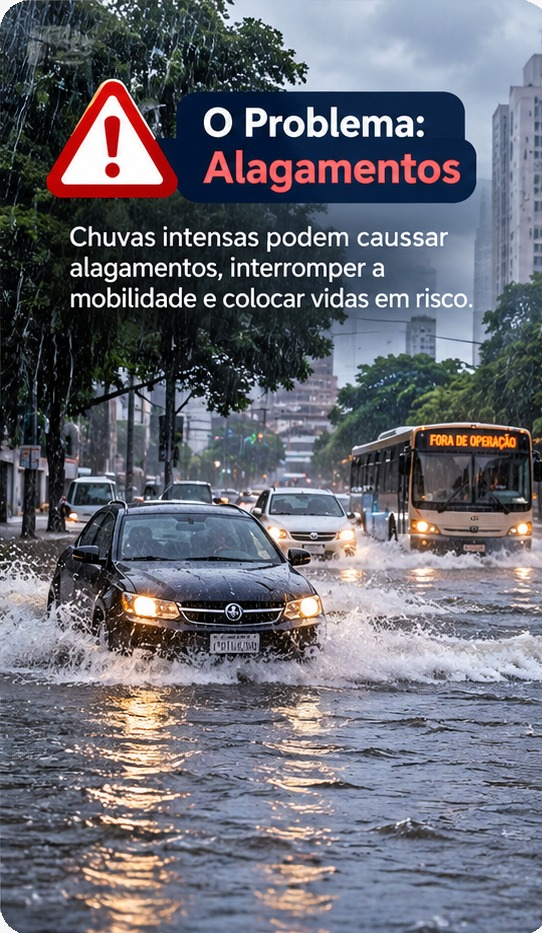 O Problema:
Alagamentos
Chuvas intensas podem caussar
alagamentos, interromper a
mobilidade e colocar vidas em risco.
FORA DE OPERAÇÃO